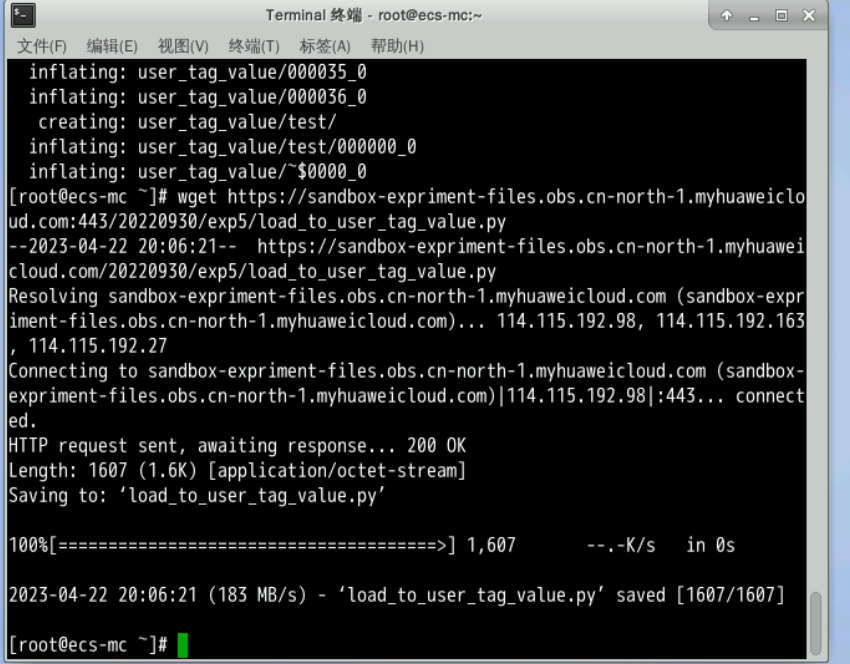 Terminal 终端 - root@ecs-mc:~
文件(F) 编辑(E) 视图(V) 终端(T) 标签(A) 帮助(H)
inflating: user_tag_value/000035_0
inflating: user_tag_value/000036_0
creating: user_tag_value/test/
inflating: user_tag_value/test/000000_0
inflating: user_tag_value/~$0000_0
[root@ecs-mc ~]# wget https://sandbox-expriment-files.obs.cn-north-1.myhuaweiclo
ud.com:443/20220930/exp5/load_to_user_tag_value.py
--2023-04-22 20:06:21-- https://sandbox-expriment-files.obs.cn-north-1.myhuawei
cloud.com/20220930/exp5/load_to_user_tag_value.py
Resolving sandbox-expriment-files.obs.cn-north-1.myhuaweicloud.com (sandbox-expr
iment-files.obs.cn-north-1.myhuaweicloud.com)... 114.115.192.98, 114.115.192.163
, 114.115.192.27
Connecting to sandbox-expriment-files.obs.cn-north-1.myhuaweicloud.com (sandbox-
expriment-files.obs.cn-north-1.myhuaweicloud.com)|114.115.192.98|:443... connect
ed.
HTTP request sent, awaiting response... 200 OK
Length: 1607 (1.6K) [application/octet-stream]
Saving to: ‘load_to_user_tag_value.py’
100%[======================================>] 1,607 --.-K/s in 0s
2023-04-22 20:06:21 (183 MB/s) - ‘load_to_user_tag_value.py’ saved [1607/1607]
[root@ecs-mc ~]#